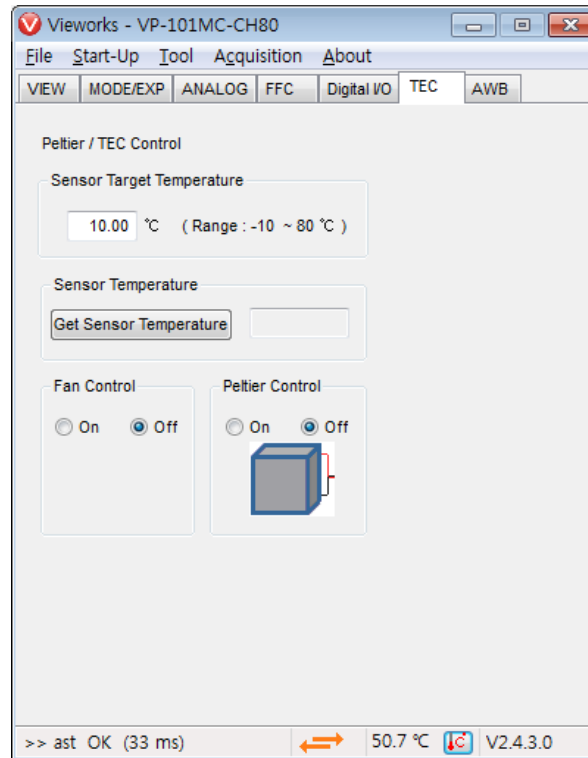 Vieworks - VP-101MC-CH80
File Start-Up Tool Acquisition About
VIEW MODE/EXP ANALOG FFC Digital I/O TEC AWB
Peltier / TEC Control
Sensor Target Temperature
10.00 ℃ ( Range : -10 ~ 80 ℃ )
Sensor Temperature
Get Sensor Temperature
Fan Control Peltier Control
On Off On Off
>> ast OK (33 ms) 50.7 ℃ C V2.4.3.0